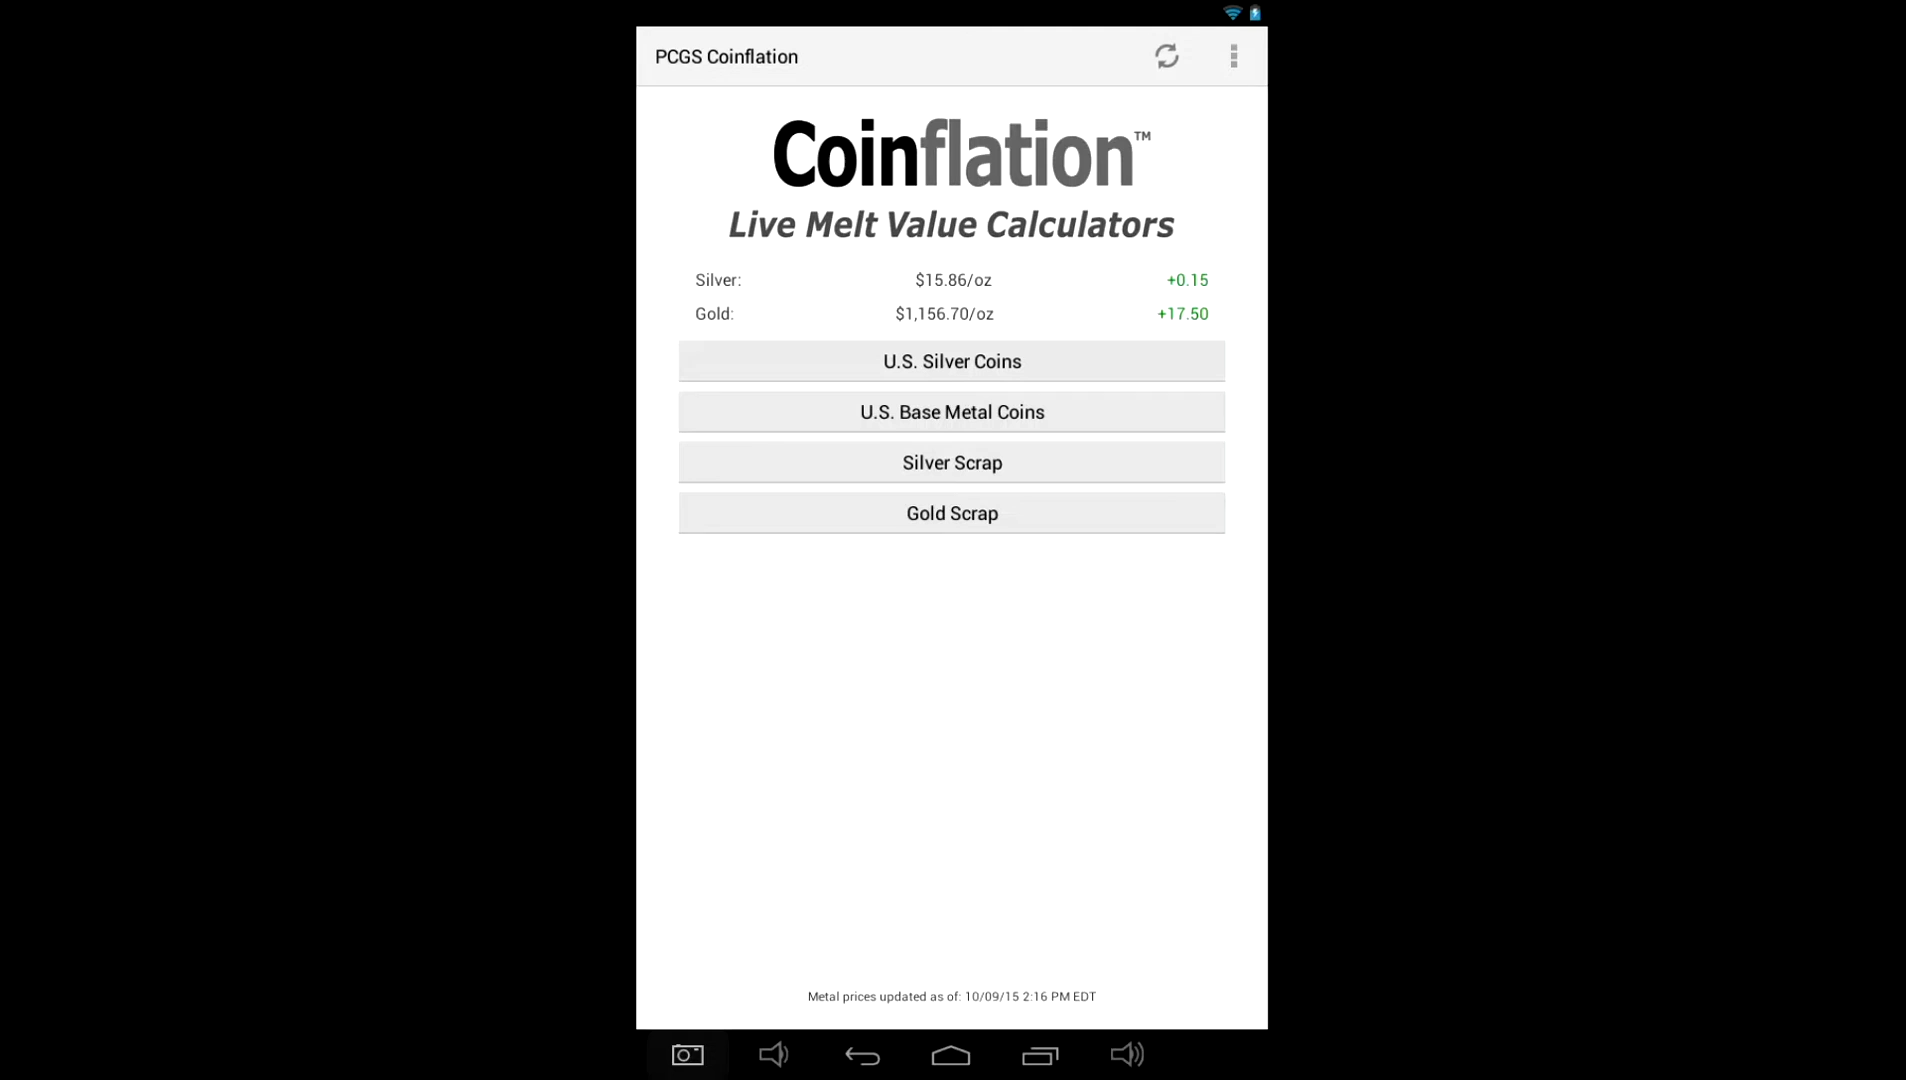 PCGS Coinflation
Coinflation™
Live Melt Value Calculators
Silver: $15.86/oz +0.15
Gold: $1,156.70/oz +17.50
U.S. Silver Coins
U.S. Base Metal Coins
Silver Scrap
Gold Scrap
Metal prices updated as of: 10/09/15 2:16 PM EDT